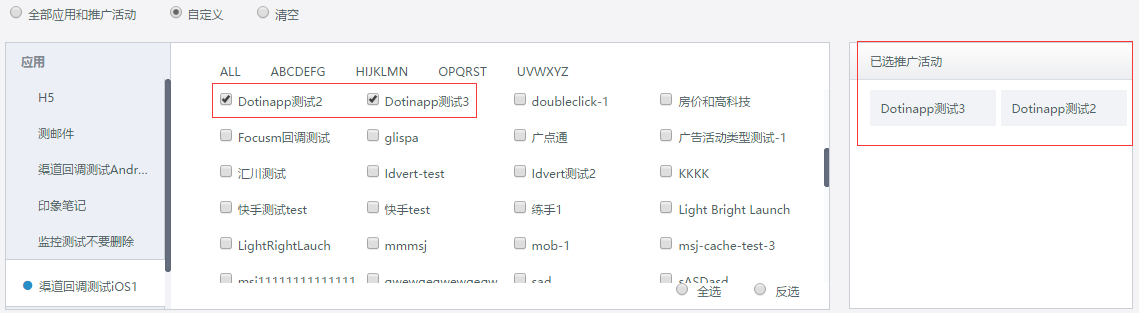 全部应用和推广活动 自定义 清空
应用
H5
测邮件
渠道回调测试Andr...
印象笔记
监控测试不要删除
渠道回调测试iOS1
ALL ABCDEFG HIJKLMN OPQRST UVWXYZ
Dotinapp测试2 Dotinapp测试3 doubleclick-1 房价和高科技
Focusm回调测试 glispa 广点通 广告活动类型测试-1
汇川测试 Idvert-test Idvert测试2 KKKK
快手测试test 快手test 练手1 Light Bright Launch
LightRightLauch mmmsj mob-1 msj-cache-test-3
sad sASDasd
全选 反选
已选推广活动
Dotinapp测试3 Dotinapp测试2